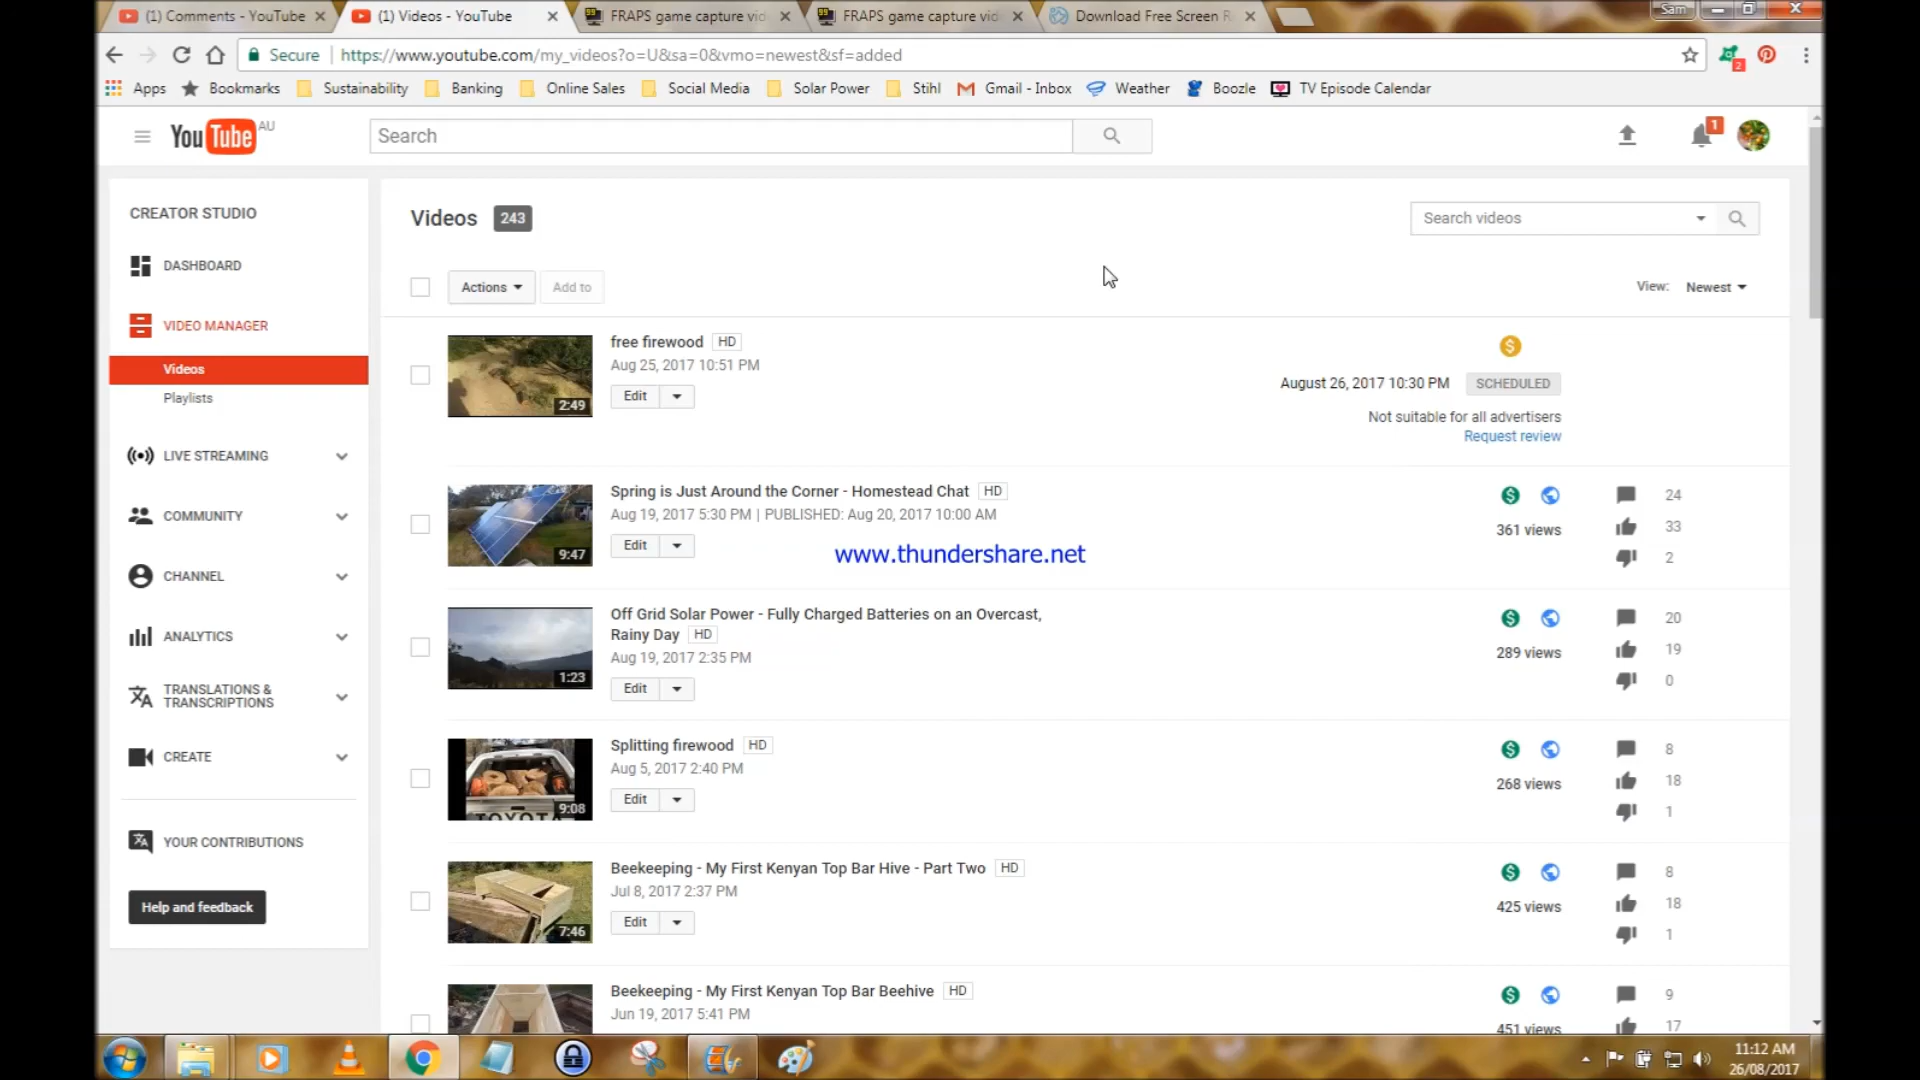 (1) Comments - YouTube
(1) Videos - YouTube
FRAPS game capture vid
FRAPS game capture vid
Download Free Screen R
Sam
Secure
https://www.youtube.com/my_videos?o=U&sa=0&vmo=newest&sf=added
2
Apps
Bookmarks
Sustainability
Banking
Online Sales
Social Media
Solar Power
Stihl
Gmail - Inbox
Weather
Boozle
TV Episode Calendar
YouTube AU
Search
1
CREATOR STUDIO
DASHBOARD
VIDEO MANAGER
Videos
Playlists
LIVE STREAMING
COMMUNITY
CHANNEL
ANALYTICS
TRANSLATIONS &
TRANSCRIPTIONS
CREATE
YOUR CONTRIBUTIONS
Help and feedback
Videos 243
Search videos
Actions
Add to
View: Newest
free firewood HD
Aug 25, 2017 10:51 PM
Edit
2:49
August 26, 2017 10:30 PM SCHEDULED
Not suitable for all advertisers
Request review
Spring is Just Around the Corner - Homestead Chat HD
Aug 19, 2017 5:30 PM | PUBLISHED: Aug 20, 2017 10:00 AM
Edit
9:47
361 views
24
33
2
www.thundershare.net
Off Grid Solar Power - Fully Charged Batteries on an Overcast,
Rainy Day HD
Aug 19, 2017 2:35 PM
Edit
1:23
289 views
20
19
0
Splitting firewood HD
Aug 5, 2017 2:40 PM
Edit
9:08
TOYOTA
268 views
8
18
1
Beekeeping - My First Kenyan Top Bar Hive - Part Two HD
Jul 8, 2017 2:37 PM
Edit
7:46
425 views
8
18
1
Beekeeping - My First Kenyan Top Bar Beehive HD
Jun 19, 2017 5:41 PM
451 views
9
17
11:12 AM
26/08/2017